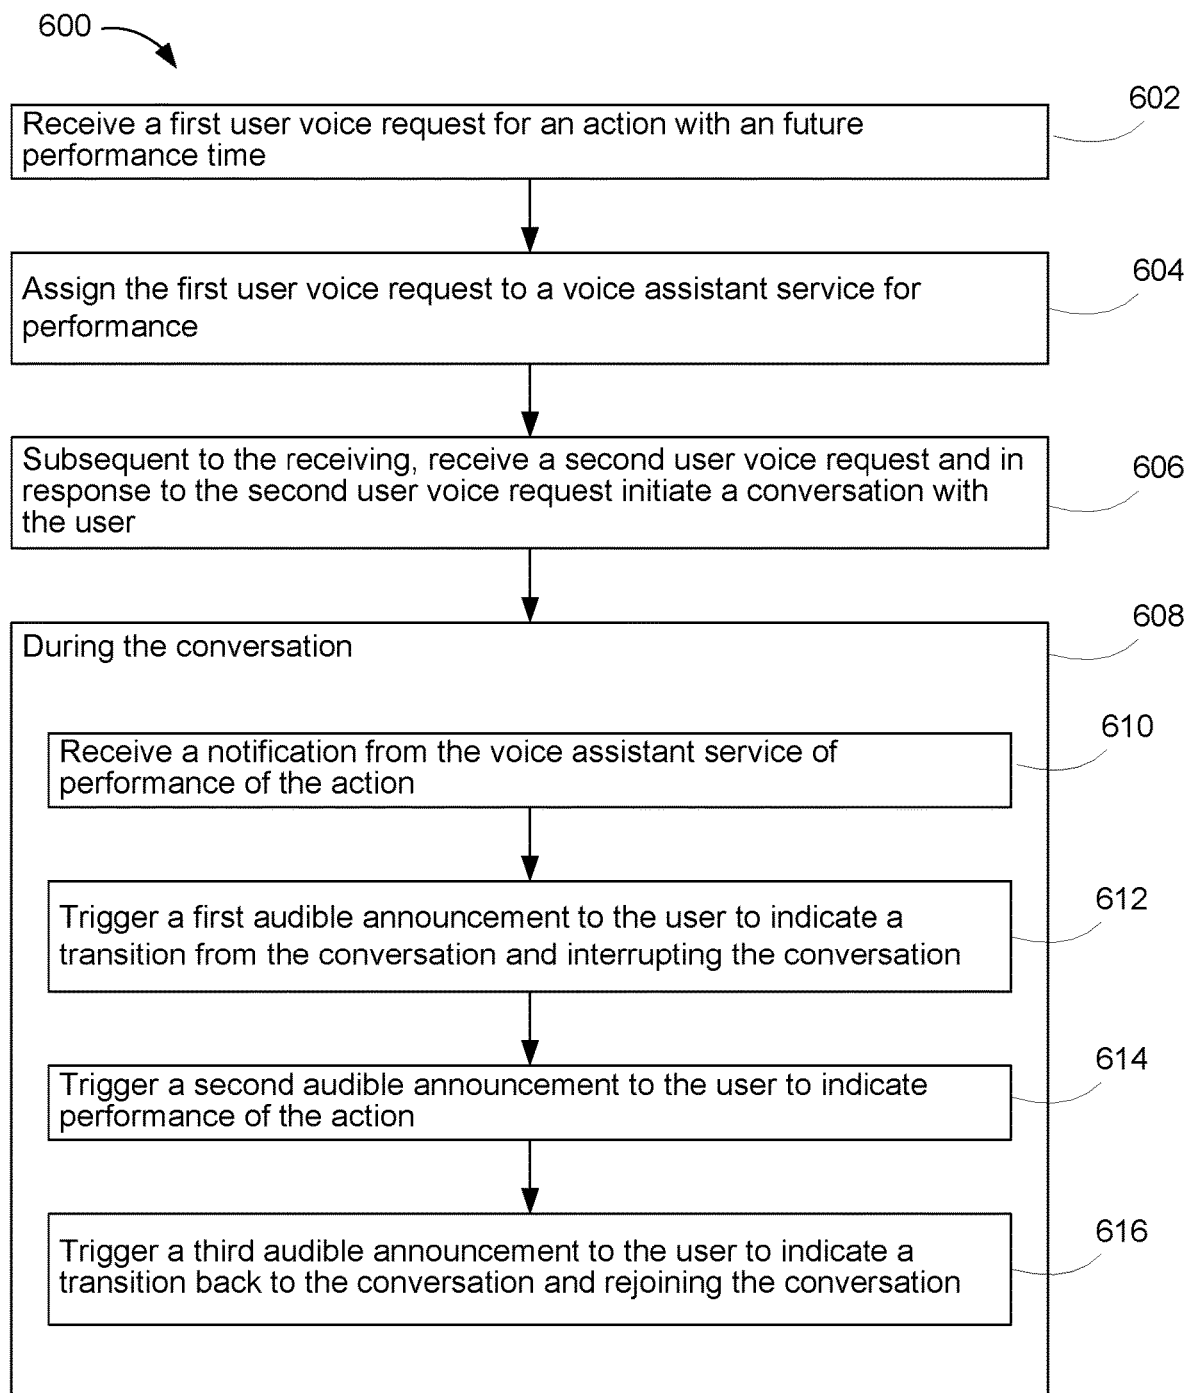 600
602
Receive a first user voice request for an action with an future
performance time
604
Assign the first user voice request to a voice assistant service for
performance
606
Subsequent to the receiving, receive a second user voice request and in
response to the second user voice request initiate a conversation with
the user
608
During the conversation
610
Receive a notification from the voice assistant service of
performance of the action
612
Trigger a first audible announcement to the user to indicate a
transition from the conversation and interrupting the conversation
614
Trigger a second audible announcement to the user to indicate
performance of the action
616
Trigger a third audible announcement to the user to indicate a
transition back to the conversation and rejoining the conversation